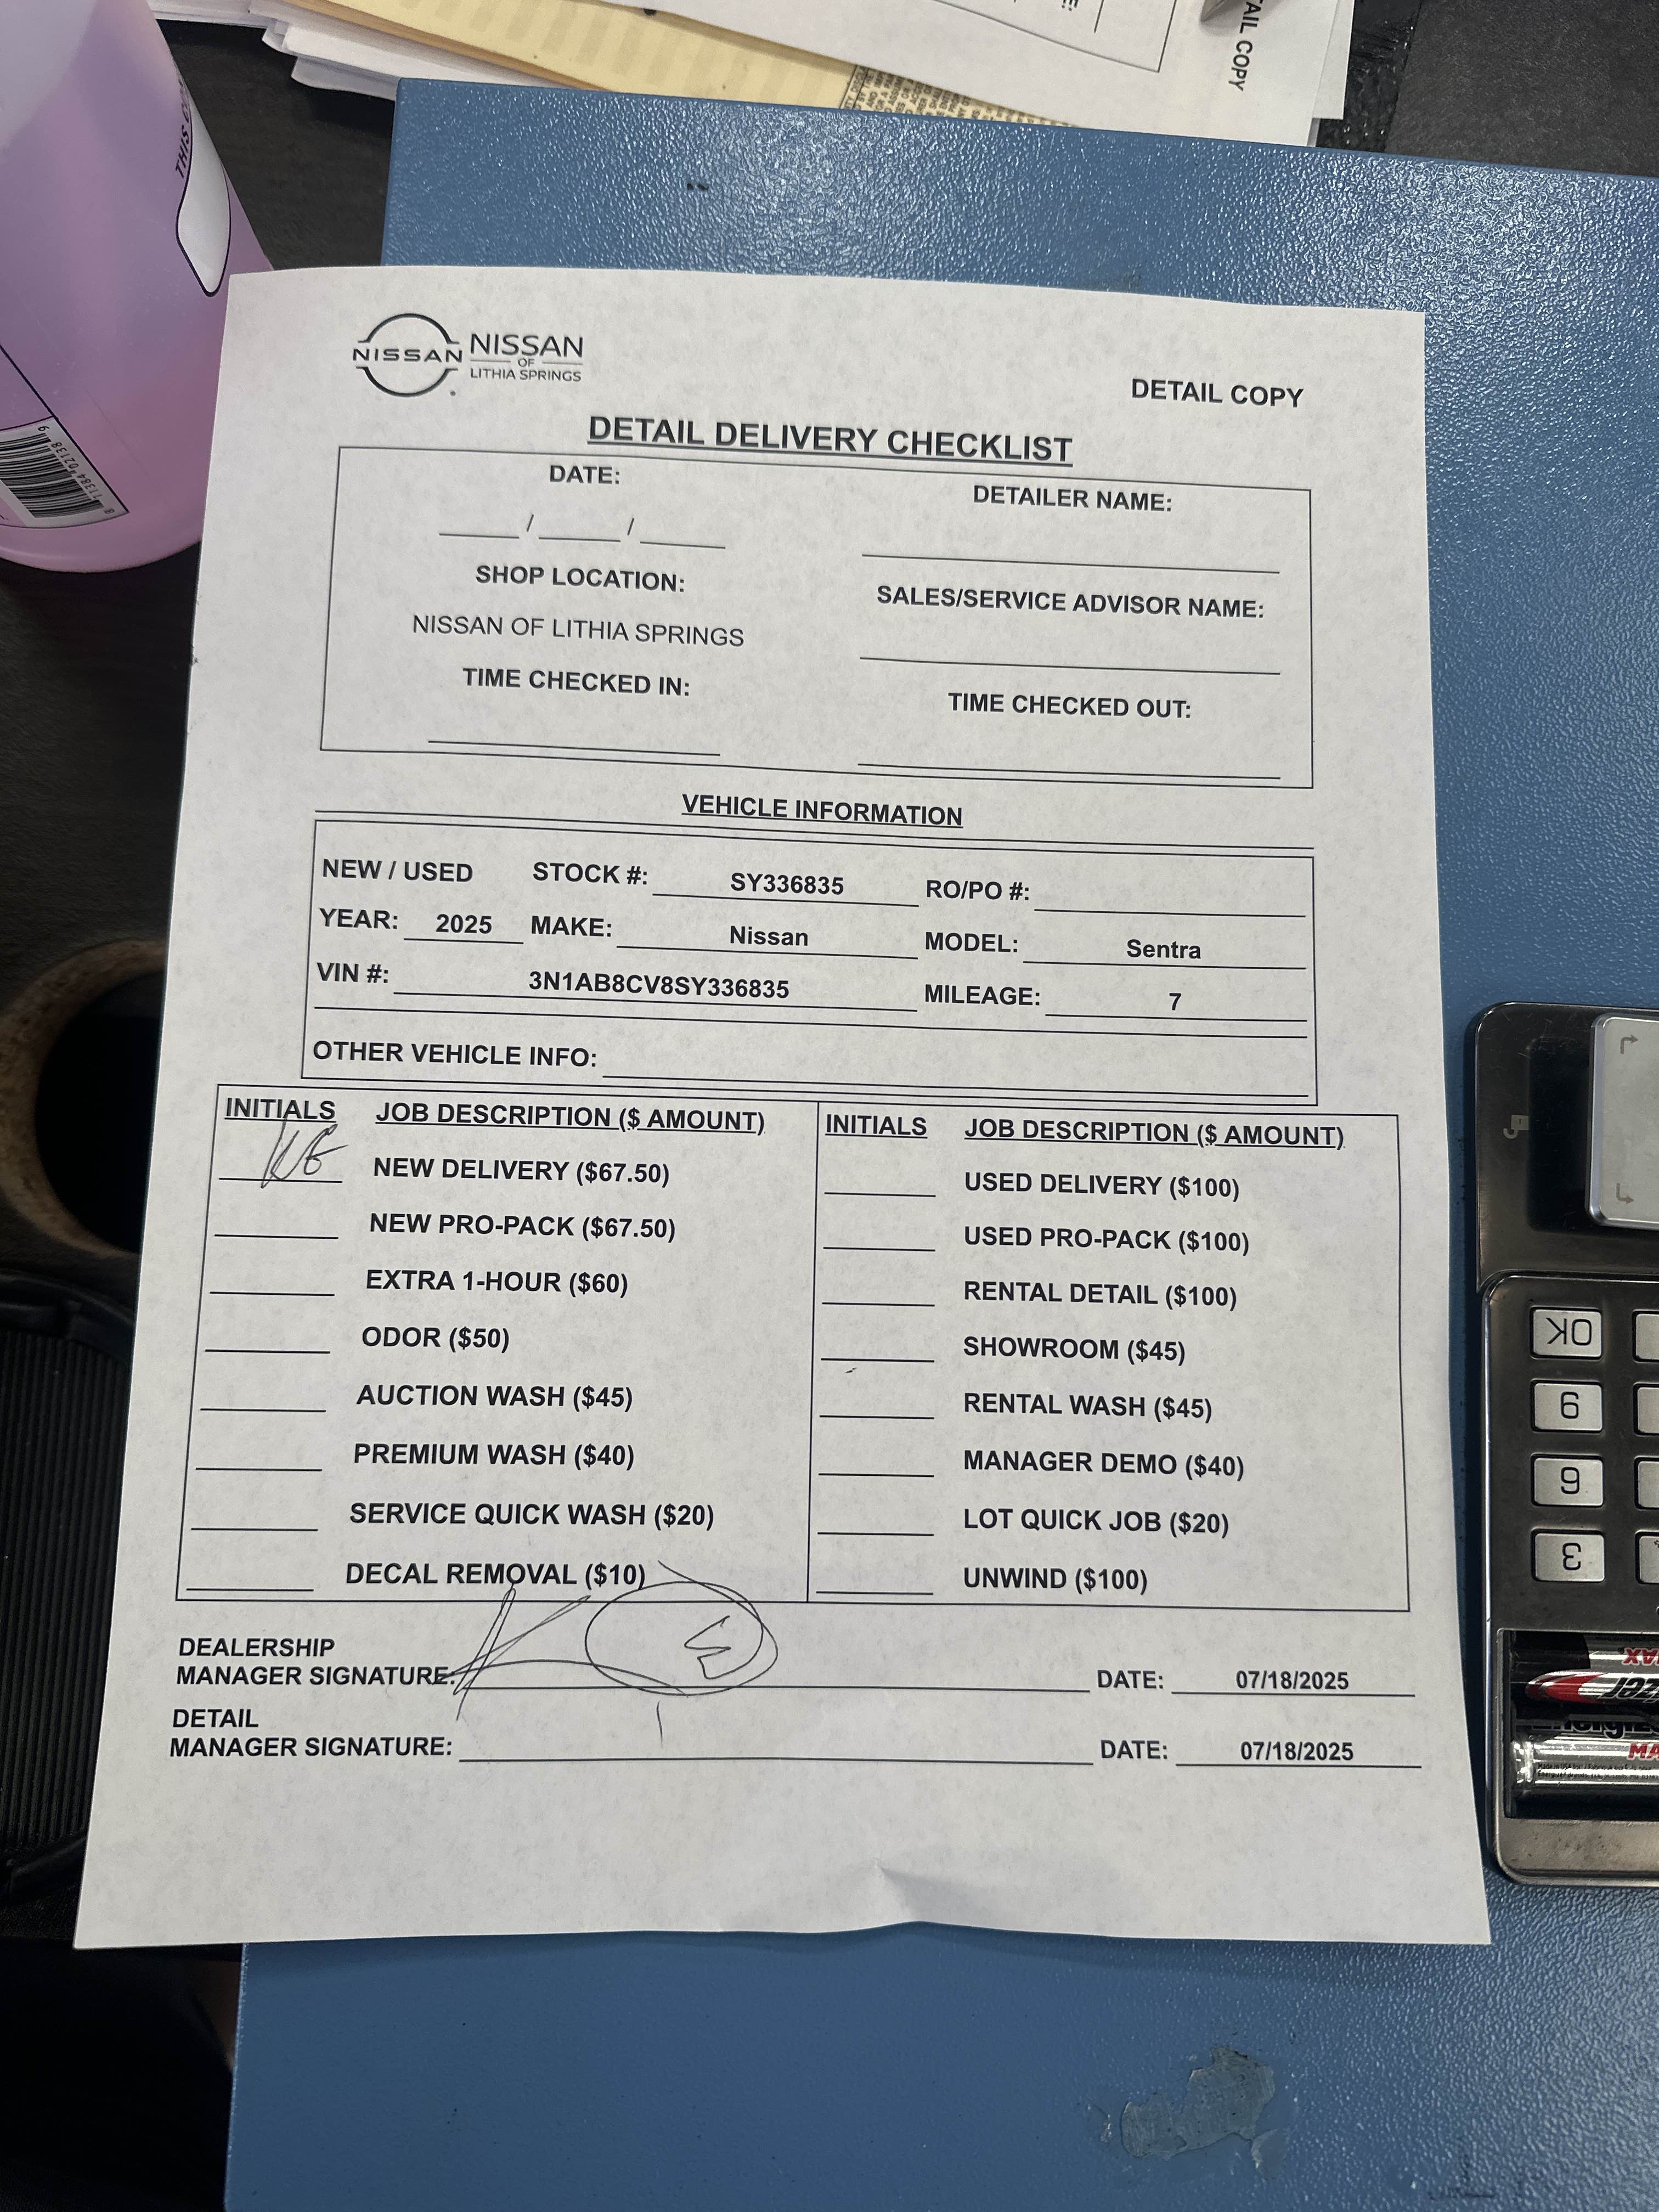 AIL COPY
THIS
NISSAN NISSAN
OF
LITHIA SPRINGS
DETAIL COPY
DETAIL DELIVERY CHECKLIST
DATE: DETAILER NAME:
____ / ____ / ____
SHOP LOCATION: SALES/SERVICE ADVISOR NAME:
NISSAN OF LITHIA SPRINGS
TIME CHECKED IN: TIME CHECKED OUT:
VEHICLE INFORMATION
NEW / USED STOCK #: SY336835 RO/PO #:
YEAR: 2025 MAKE: Nissan MODEL: Sentra
VIN #: 3N1AB8CV8SY336835 MILEAGE: 7
OTHER VEHICLE INFO:
INITIALS JOB DESCRIPTION ($ AMOUNT) INITIALS JOB DESCRIPTION ($ AMOUNT)
NEW DELIVERY ($67.50) USED DELIVERY ($100)
NEW PRO-PACK ($67.50) USED PRO-PACK ($100)
EXTRA 1-HOUR ($60) RENTAL DETAIL ($100)
ODOR ($50) SHOWROOM ($45)
AUCTION WASH ($45) RENTAL WASH ($45)
PREMIUM WASH ($40) MANAGER DEMO ($40)
SERVICE QUICK WASH ($20) LOT QUICK JOB ($20)
DECAL REMOVAL ($10) UNWIND ($100)
DEALERSHIP
MANAGER SIGNATURE: DATE: 07/18/2025
DETAIL
MANAGER SIGNATURE: DATE: 07/18/2025
OK
9
6
3